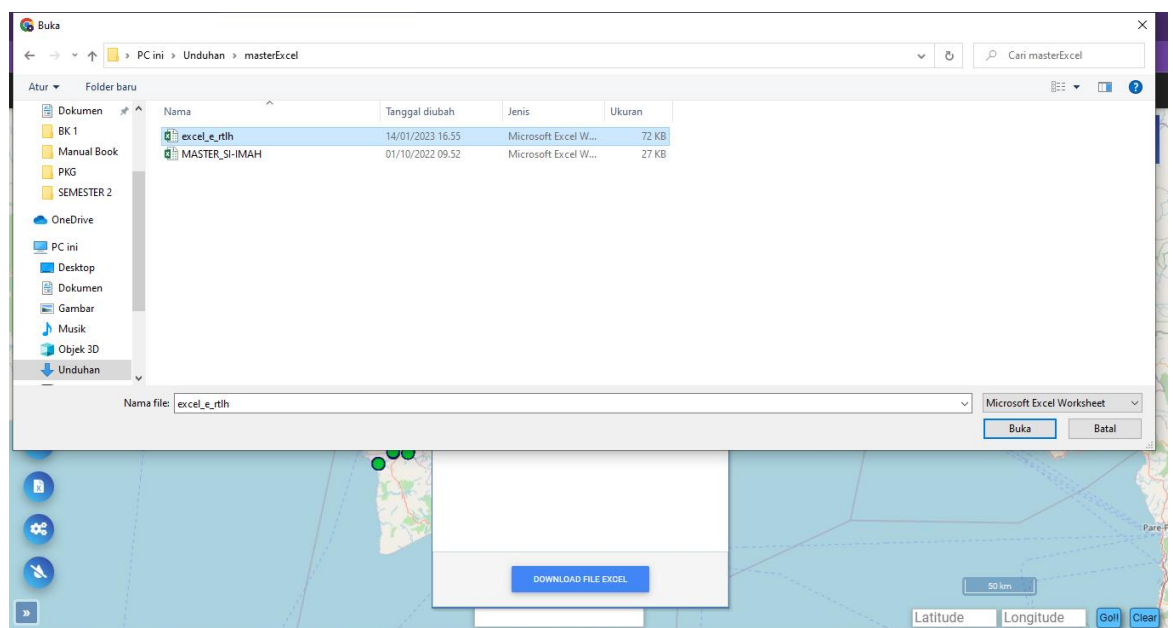 Buka
PC ini > Unduhan > masterExcel
Cari masterExcel
Atur
Folder baru
Dokumen
BK 1
Manual Book
PKG
SEMESTER 2
OneDrive
PC ini
Desktop
Dokumen
Gambar
Musik
Objek 3D
Unduhan
Nama Tanggal diubah Jenis Ukuran
excel_e_rtlh 14/01/2023 16.55 Microsoft Excel W... 72 KB
MASTER_SI-IMAH 01/10/2022 09.52 Microsoft Excel W... 27 KB
Nama file: excel_e_rtlh Microsoft Excel Worksheet
Buka Batal
Pare-P
DOWNLOAD FILE EXCEL
50 km
Latitude Longitude Go!! Clear